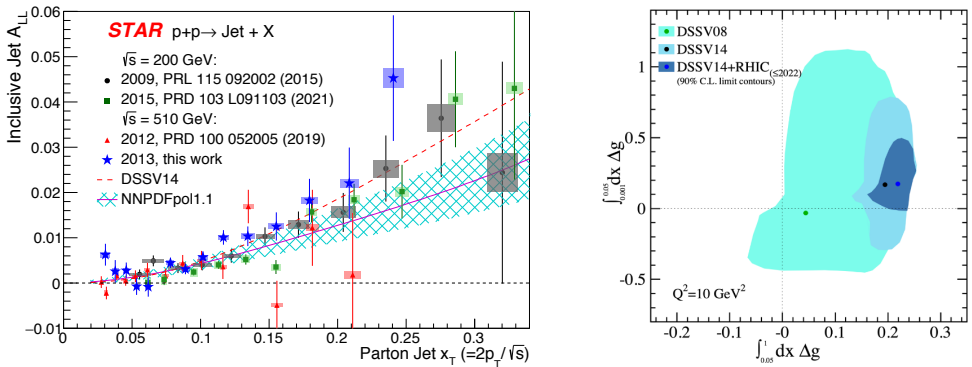 STAR p+p→ Jet + X
√s = 200 GeV:
2009, PRL 115 092002 (2015)
2015, PRD 103 L091103 (2021)
√s = 510 GeV:
2012, PRD 100 052005 (2019)
2013, this work
DSSV14
NNPDFpol1.1
Inclusive Jet A_LL
0.06
0.05
0.04
0.03
0.02
0.01
0
−0.01
0 0.05 0.1 0.15 0.2 0.25 0.3
Parton Jet x_T (=2p_T/√s)
DSSV08
DSSV14
DSSV14+RHIC(≤2022)
(90% C.L. limit contours)
∫_{0.001}^{0.05} dx Δg
1
0.5
0
-0.5
Q²=10 GeV²
-0.2 -0.1 -0 0.1 0.2 0.3
∫_{0.05}^{1} dx Δg